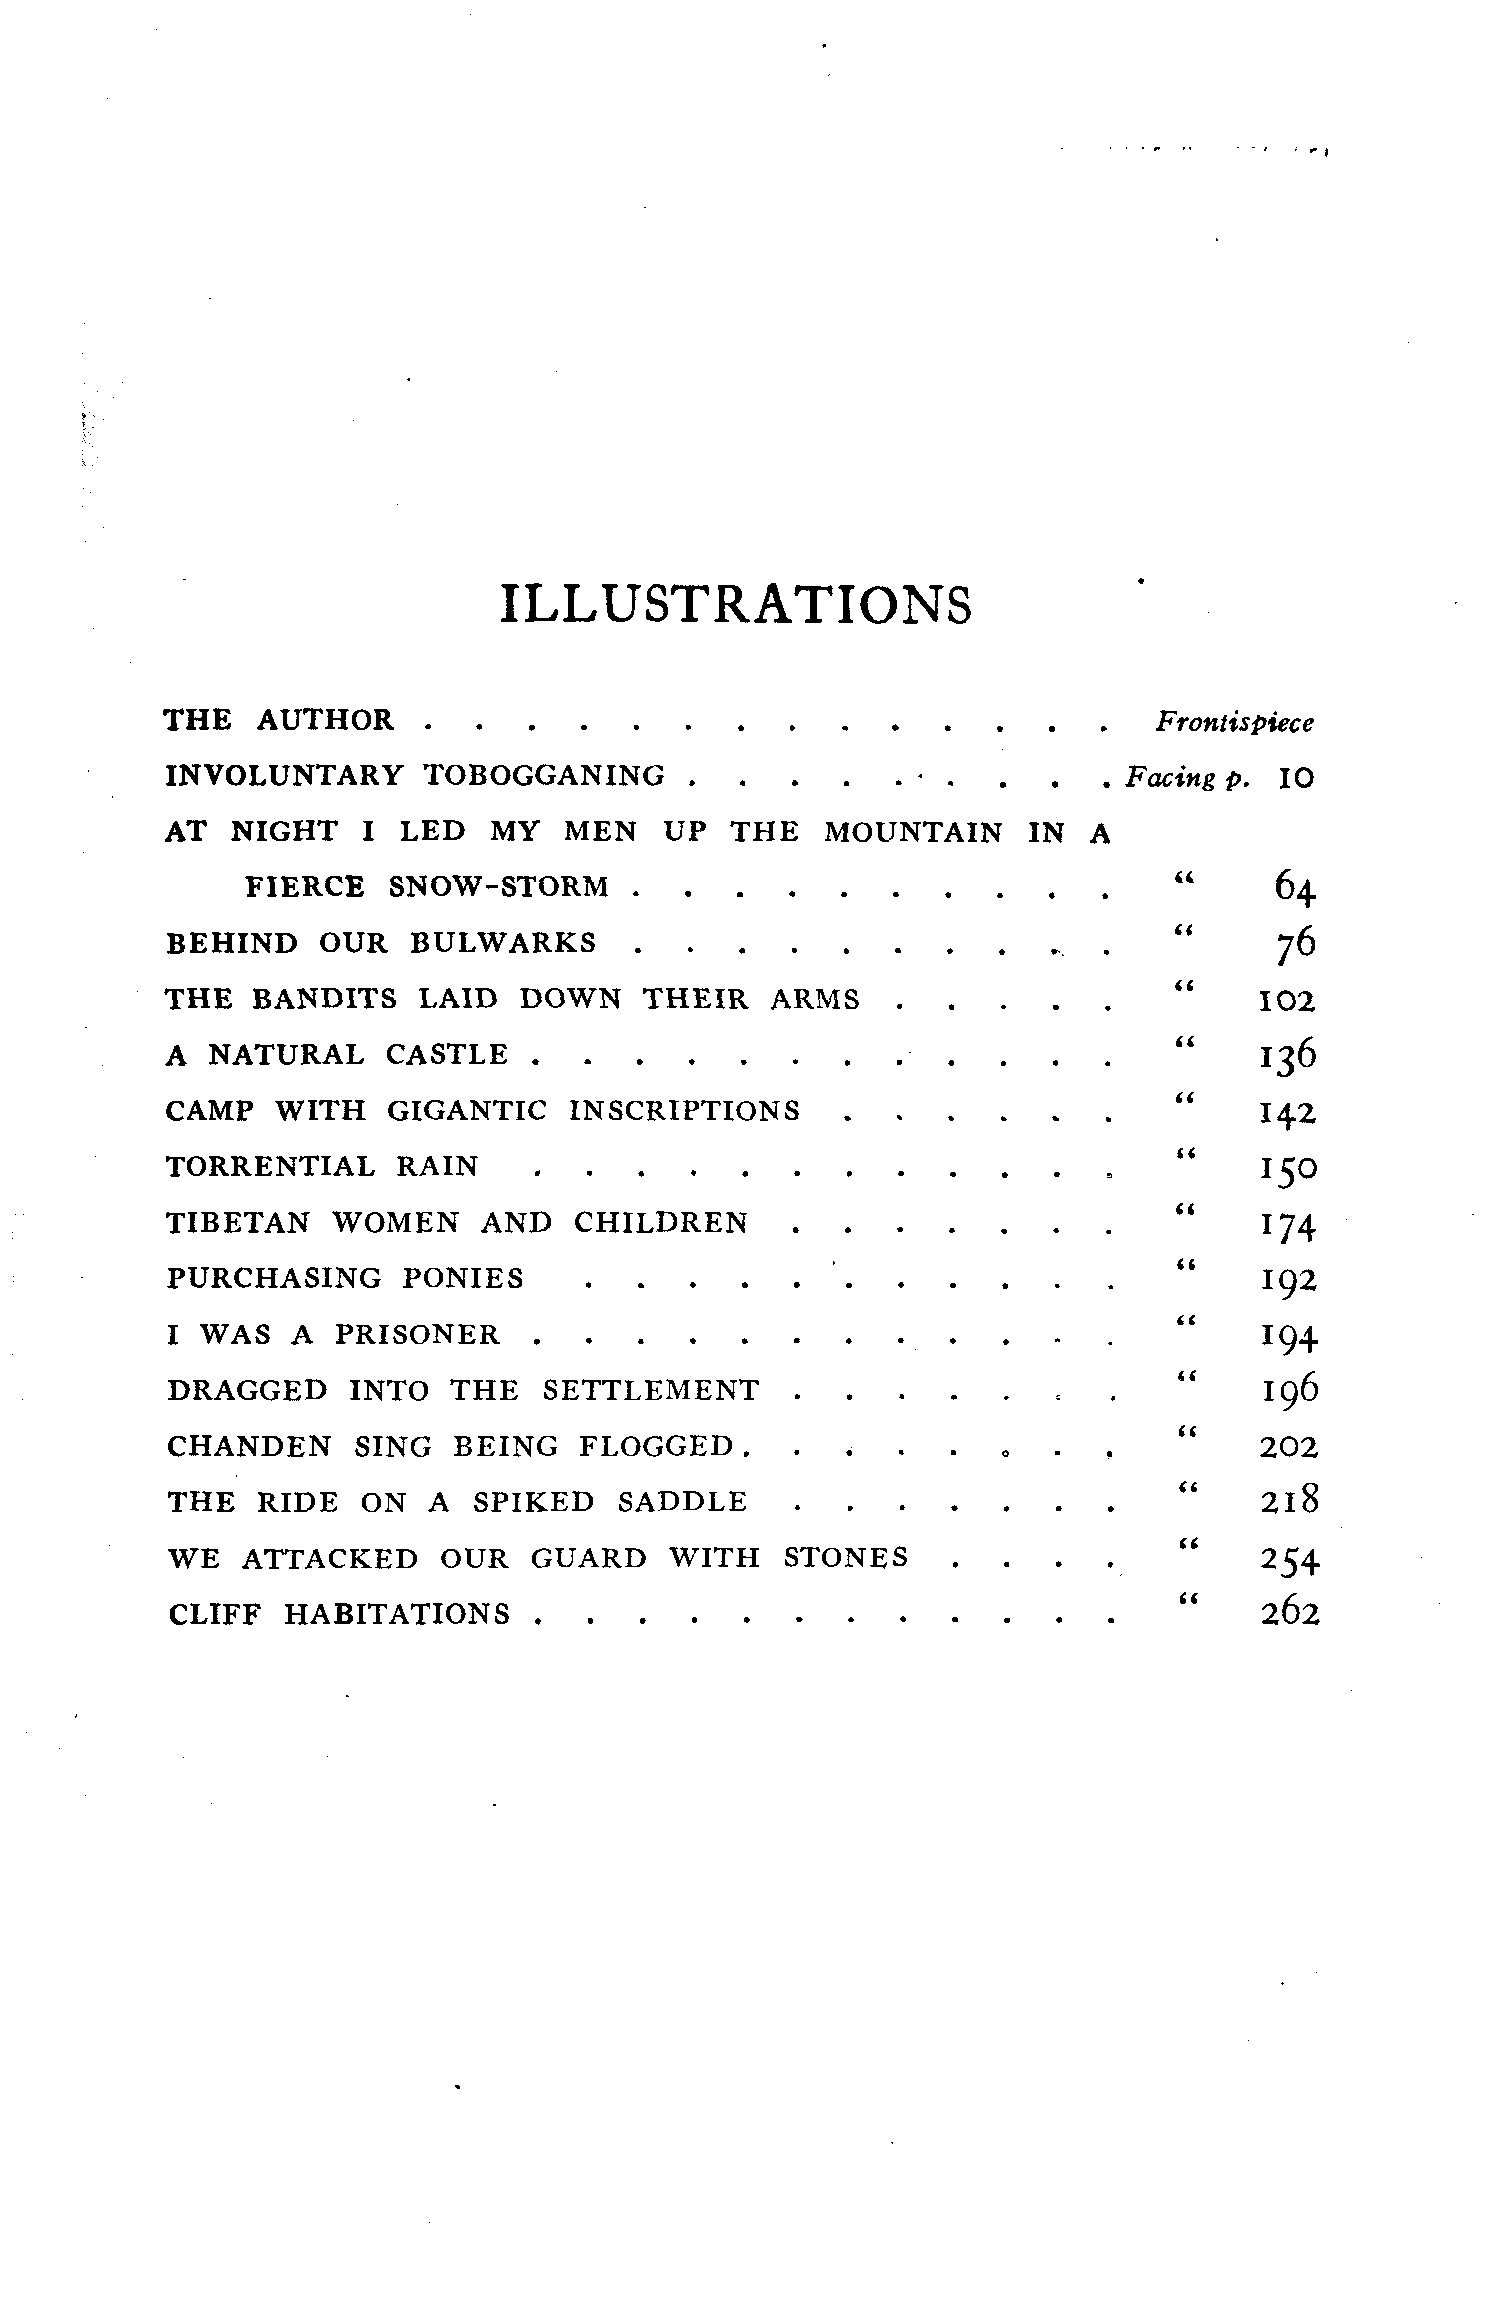 ILLUSTRATIONS
THE AUTHOR . . . . . . . . . . . . . . Frontispiece
INVOLUNTARY TOBOGGANING . . . . . . . . . Facing p. 10
AT NIGHT I LED MY MEN UP THE MOUNTAIN IN A
FIERCE SNOW-STORM . . . . . . . . . . “ 64
BEHIND OUR BULWARKS . . . . . . . . . . “ 76
THE BANDITS LAID DOWN THEIR ARMS . . . . . “ 102
A NATURAL CASTLE . . . . . . . . . . . . “ 136
CAMP WITH GIGANTIC INSCRIPTIONS . . . . . . “ 142
TORRENTIAL RAIN . . . . . . . . . . . . “ 150
TIBETAN WOMEN AND CHILDREN . . . . . . . “ 174
PURCHASING PONIES . . . . . . . . . . . “ 192
I WAS A PRISONER . . . . . . . . . . . . “ 194
DRAGGED INTO THE SETTLEMENT . . . . . . . “ 196
CHANDEN SING BEING FLOGGED . . . . . . . . “ 202
THE RIDE ON A SPIKED SADDLE . . . . . . . “ 218
WE ATTACKED OUR GUARD WITH STONES . . . . “ 254
CLIFF HABITATIONS . . . . . . . . . . . . “ 262